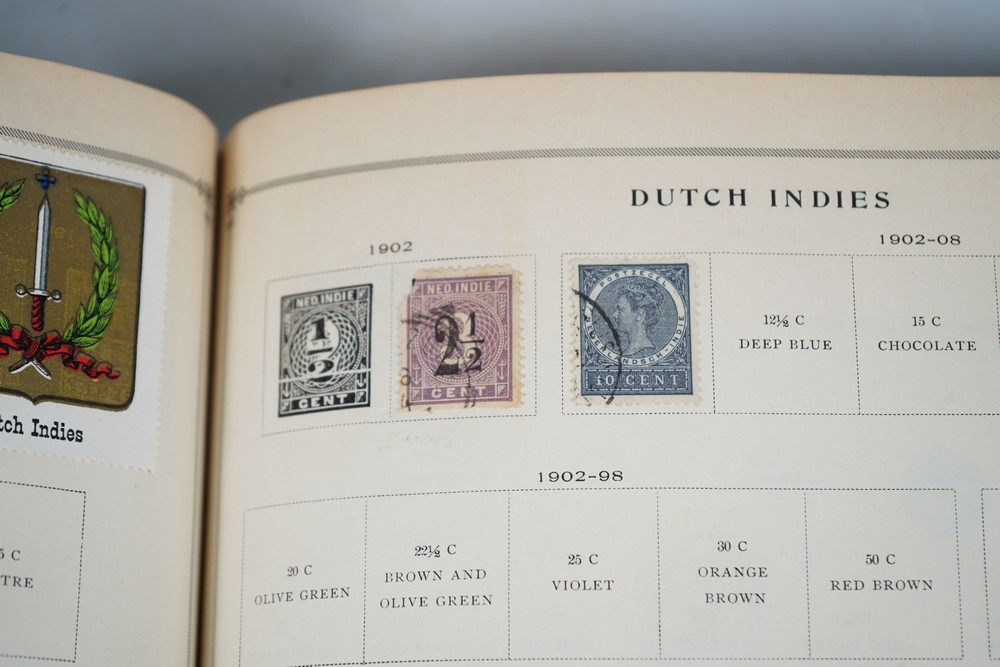 tch Indies
5 C
TRE
DUTCH INDIES
1902
1902-08
NED. INDIE
1/2
CENT
NED. INDIE
2 1/2
CENT.
POSTZEGEL
NEDERLANDSCH-INDIE
10 CENT
12½ C
DEEP BLUE
15 C
CHOCOLATE
1902-98
20 C
OLIVE GREEN
22½ C
BROWN AND
OLIVE GREEN
25 C
VIOLET
30 C
ORANGE
BROWN
50 C
RED BROWN